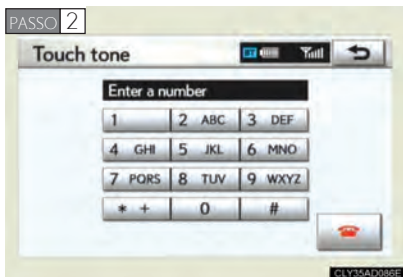 PASSO 2
Touch tone BT
Enter a number
1 2 ABC 3 DEF
4 GHI 5 JKL 6 MNO
7 PQRS 8 TUV 9 WXYZ
* + 0 #
CLY35AD086E